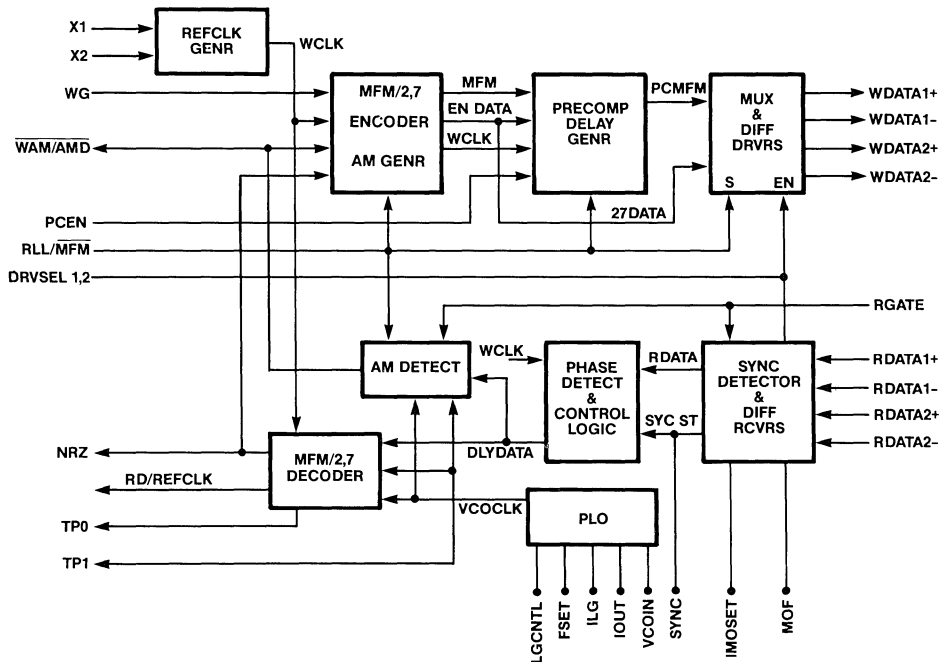 X1
X2
REFCLK
GENR
WCLK
WG
WAM/AMD
MFM/2,7
ENCODER
AM GENR
MFM
EN DATA
WCLK
PRECOMP
DELAY
GENR
PCMFM
MUX
&
DIFF
DRVRS
S EN
WDATA1+
WDATA1−
WDATA2+
WDATA2−
27DATA
PCEN
RLL/MFM
DRVSEL 1,2
RGATE
AM DETECT
WCLK
PHASE
DETECT
&
CONTROL
LOGIC
RDATA
SYC ST
SYNC
DETECTOR
&
DIFF
RCVRS
RDATA1+
RDATA1−
RDATA2+
RDATA2−
NRZ
MFM/2,7
DECODER
DLYDATA
RD/REFCLK
VCOCLK
PLO
TP0
TP1
LGCNTL
FSET
ILG
IOUT
VCOIN
SYNC
IMOSET
MOF